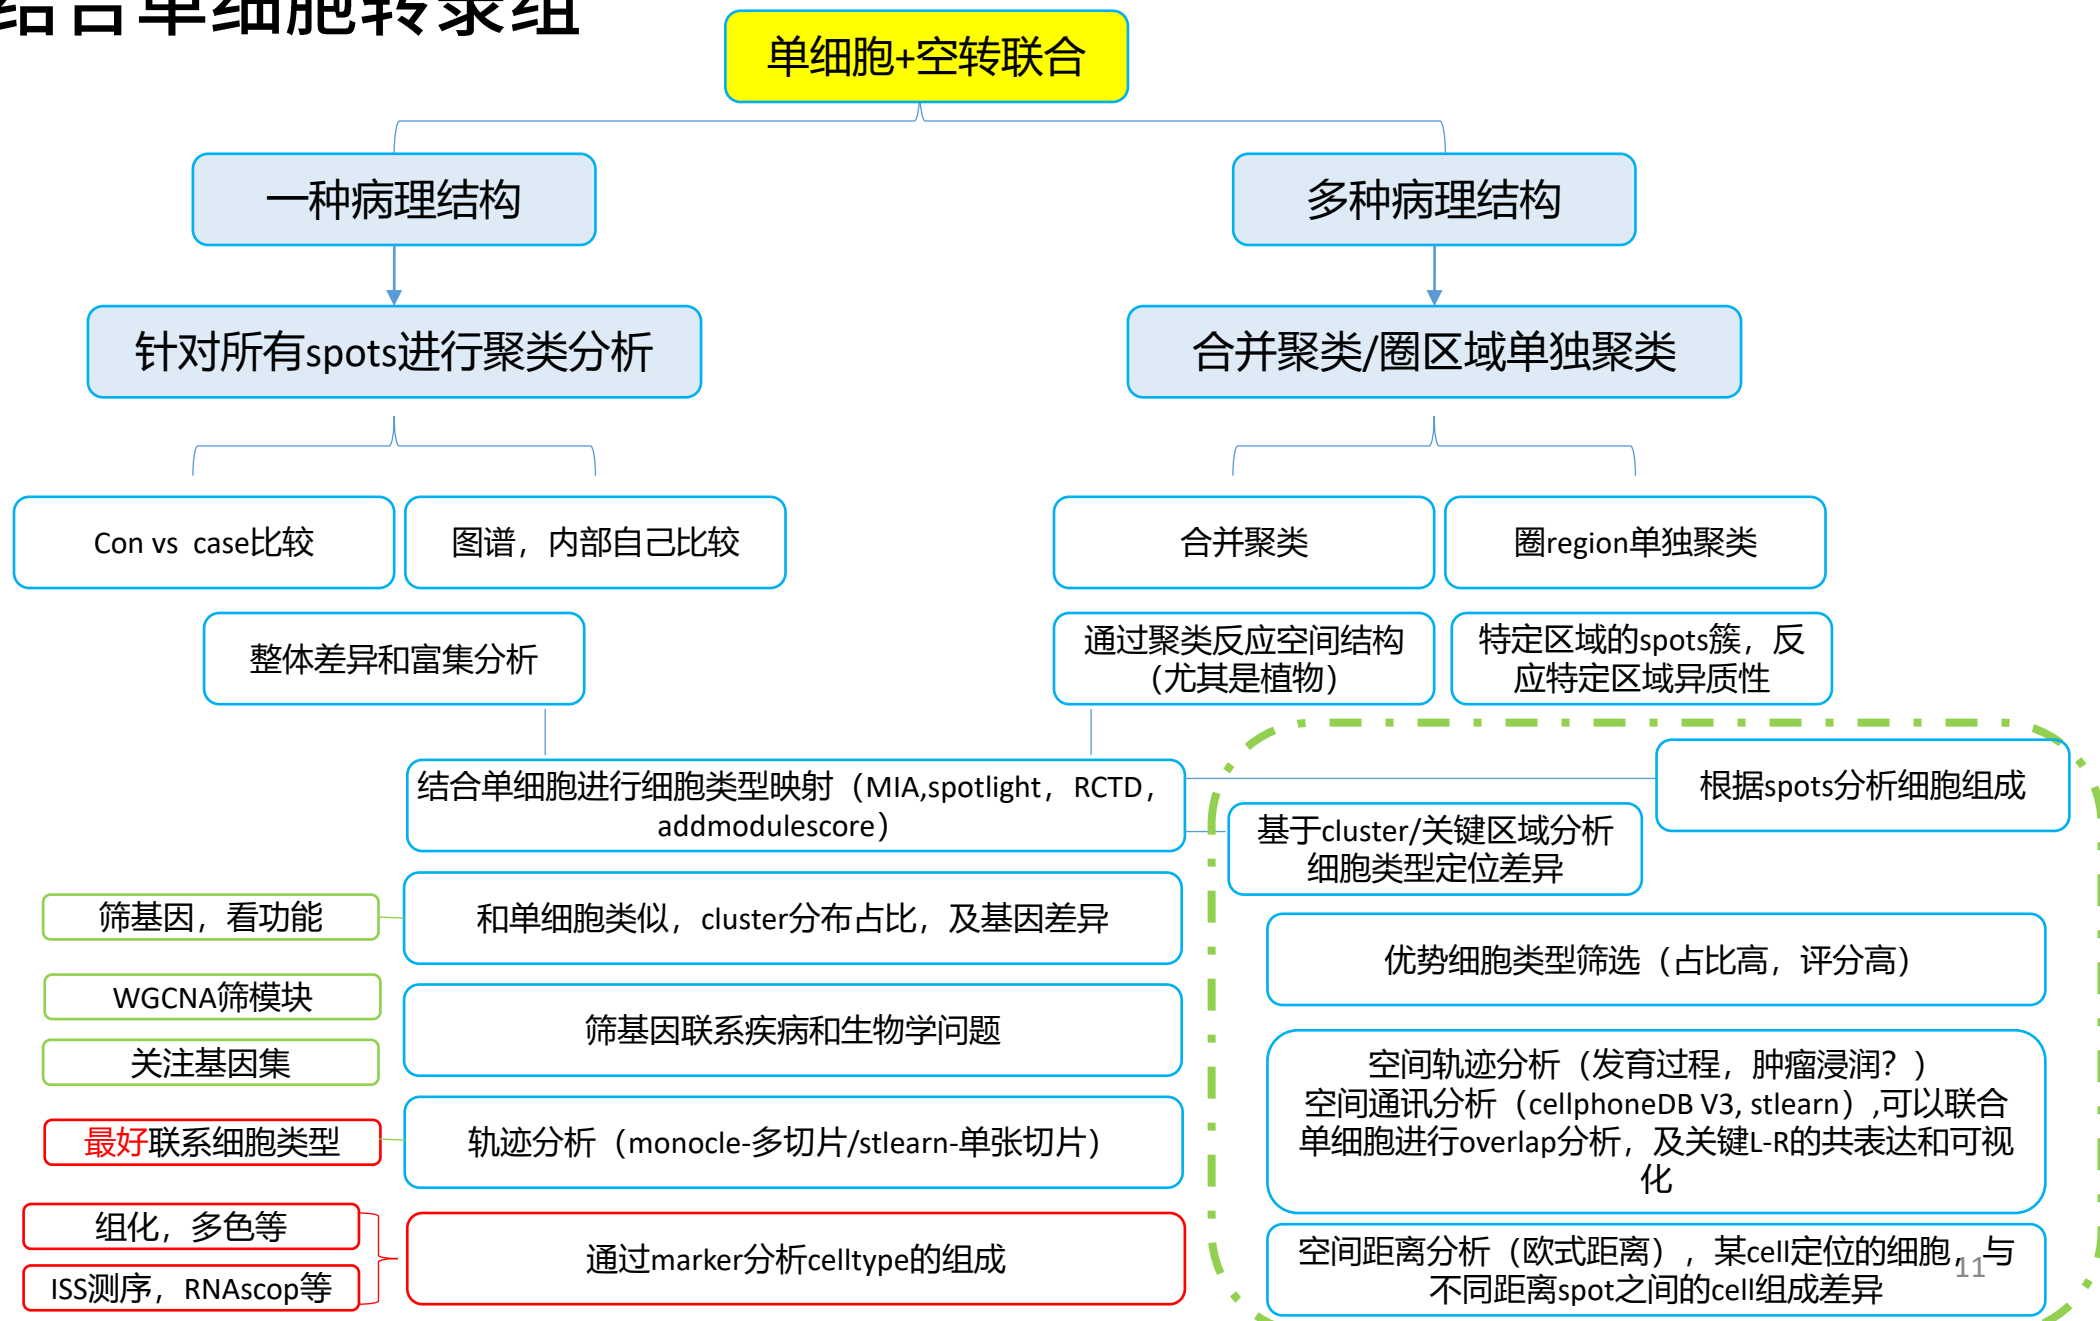 结合单细胞转录组
单细胞+空转联合
一种病理结构
多种病理结构
针对所有spots进行聚类分析
合并聚类/圈区域单独聚类
Con vs case比较
图谱，内部自己比较
合并聚类
圈region单独聚类
整体差异和富集分析
通过聚类反应空间结构
（尤其是植物）
特定区域的spots簇，反
应特定区域异质性
结合单细胞进行细胞类型映射（MIA,spotlight，RCTD，
addmodulescore）
根据spots分析细胞组成
基于cluster/关键区域分析
细胞类型定位差异
筛基因，看功能
和单细胞类似，cluster分布占比，及基因差异
优势细胞类型筛选（占比高，评分高）
WGCNA筛模块
筛基因联系疾病和生物学问题
关注基因集
空间轨迹分析（发育过程，肿瘤浸润？）
空间通讯分析（cellphoneDB V3, stlearn）,可以联合
单细胞进行overlap分析，及关键L-R的共表达和可视
化
最好联系细胞类型
轨迹分析（monocle-多切片/stlearn-单张切片）
组化，多色等
ISS测序，RNAscop等
通过marker分析celltype的组成
空间距离分析（欧式距离），某cell定位的细胞，与
不同距离spot之间的cell组成差异
11